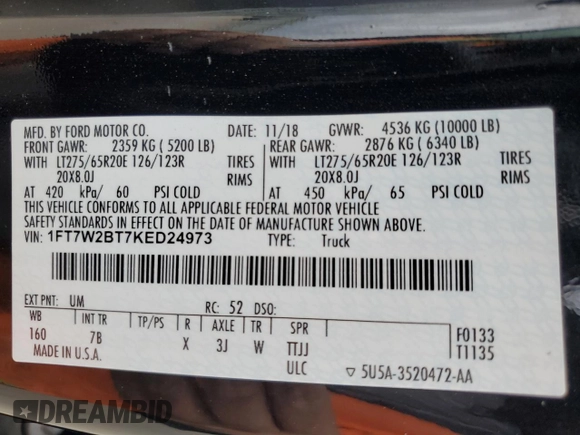 MFD. BY FORD MOTOR CO. DATE: 11/18 GVWR: 4536 KG (10000 LB)
FRONT GAWR: 2359 KG ( 5200 LB) REAR GAWR: 2876 KG ( 6340 LB)
WITH LT275/65R20E 126/123R TIRES WITH LT275/65R20E 126/123R TIRES
20X8.0J RIMS 20X8.0J RIMS
AT 420 kPa/ 60 PSI COLD AT 450 kPa/ 65 PSI COLD
THIS VEHICLE CONFORMS TO ALL APPLICABLE FEDERAL MOTOR VEHICLE
SAFETY STANDARDS IN EFFECT ON THE DATE OF MANUFACTURE SHOWN ABOVE.
VIN: 1FT7W2BT7KED24973 TYPE: Truck
EXT PNT: UM RC: 52 DSO:
WB INT TR TP/PS R AXLE TR SPR F0133
160 7B X 3J W TTJJ T1135
MADE IN U.S.A. ULC ▽ 5U5A-3520472-AA
DREAMBID